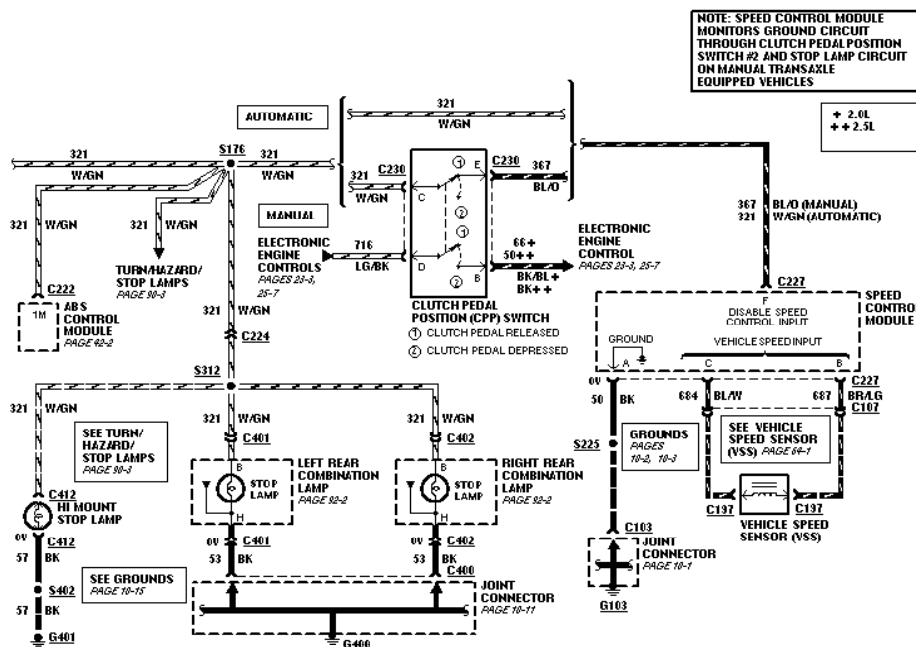 NOTE: SPEED CONTROL MODULE
MONITORS GROUND CIRCUIT
THROUGH CLUTCH PEDAL POSITION
SWITCH #2 AND STOP LAMP CIRCUIT
ON MANUAL TRANSAXLE
EQUIPPED VEHICLES
+ 2.0L
++ 2.5L
AUTOMATIC
321
W/GN
321
W/GN
S176
321
W/GN
321
W/GN
C230
1
E
C
2
1
D
B
2
C230
367
BL/O
367 BL/O (MANUAL)
321 W/GN (AUTOMATIC)
MANUAL
ELECTRONIC
ENGINE
CONTROLS
PAGES 23-3,
25-7
716
LG/BK
66+
50++
BK/BL+
BK++
ELECTRONIC
ENGINE
CONTROL
PAGES 23-3, 25-7
CLUTCH PEDAL
POSITION (CPP) SWITCH
1 CLUTCH PEDAL RELEASED
2 CLUTCH PEDAL DEPRESSED
321
W/GN
321
W/GN
TURN/HAZARD/
STOP LAMPS
PAGE 90-3
C222
1M
ABS
CONTROL
MODULE
PAGE 42-2
321
W/GN
C224
S312
C227
F
DISABLE SPEED
CONTROL INPUT
GROUND
VEHICLE SPEED INPUT
A
C
B
SPEED
CONTROL
MODULE
0V
50
BK
684
BL/W
687
BR/LG
C227
C107
321
W/GN
321
W/GN
321
W/GN
SEE TURN/
HAZARD/
STOP LAMPS
PAGE 90-3
C401
C402
B
STOP
LAMP
H
LEFT REAR
COMBINATION
LAMP
PAGE 92-2
B
STOP
LAMP
H
RIGHT REAR
COMBINATION
LAMP
PAGE 92-2
S225
GROUNDS
PAGES
10-2, 10-3
SEE VEHICLE
SPEED SENSOR
(VSS) PAGE 64-1
C197
C197
VEHICLE SPEED
SENSOR (VSS)
C412
HI MOUNT
STOP LAMP
0V
C412
57
BK
S402
57
BK
G401
SEE GROUNDS
PAGE 10-15
0V
C401
53
BK
0V
C402
53
BK
C400
JOINT
CONNECTOR
PAGE 10-11
G400
C103
JOINT
CONNECTOR
PAGE 10-1
G103